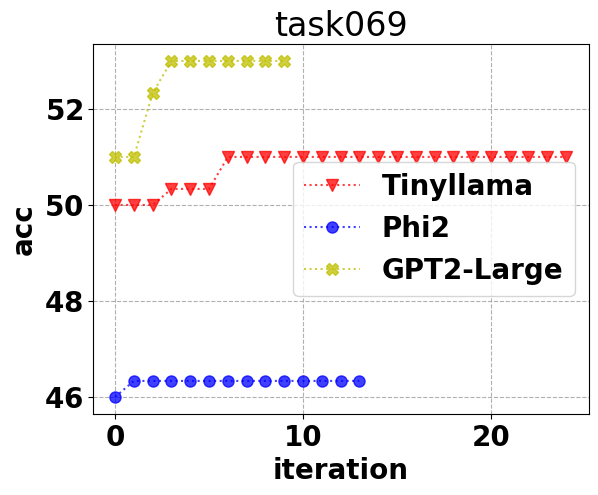 task069
acc
52
50
48
46
Tinyllama
Phi2
GPT2-Large
0 10 20
iteration